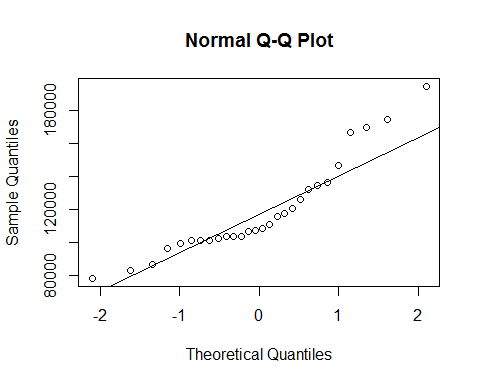 Normal Q-Q Plot
Sample Quantiles
180000
120000
80000
-2 -1 0 1 2
Theoretical Quantiles